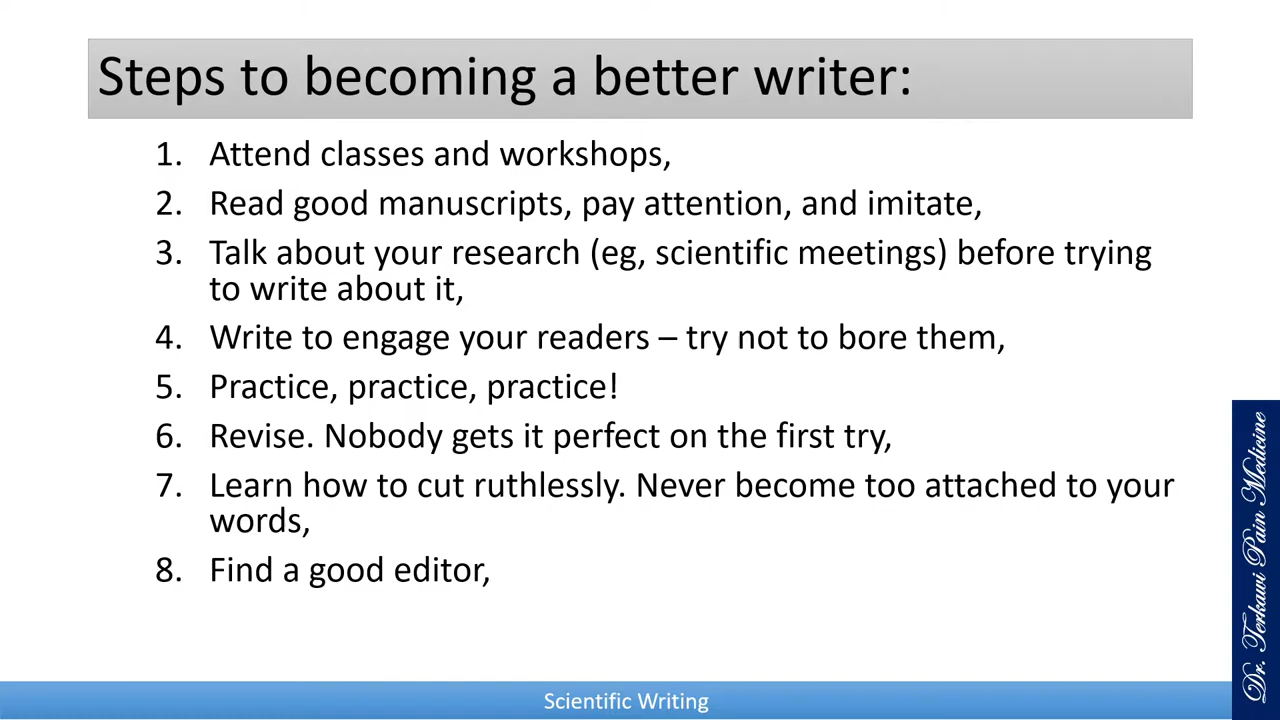 Steps to becoming a better writer:
1. Attend classes and workshops,
2. Read good manuscripts, pay attention, and imitate,
3. Talk about your research (eg, scientific meetings) before trying
to write about it,
4. Write to engage your readers – try not to bore them,
5. Practice, practice, practice!
6. Revise. Nobody gets it perfect on the first try,
7. Learn how to cut ruthlessly. Never become too attached to your
words,
8. Find a good editor,
Scientific Writing
Dr. Terkawi Pain Medicine